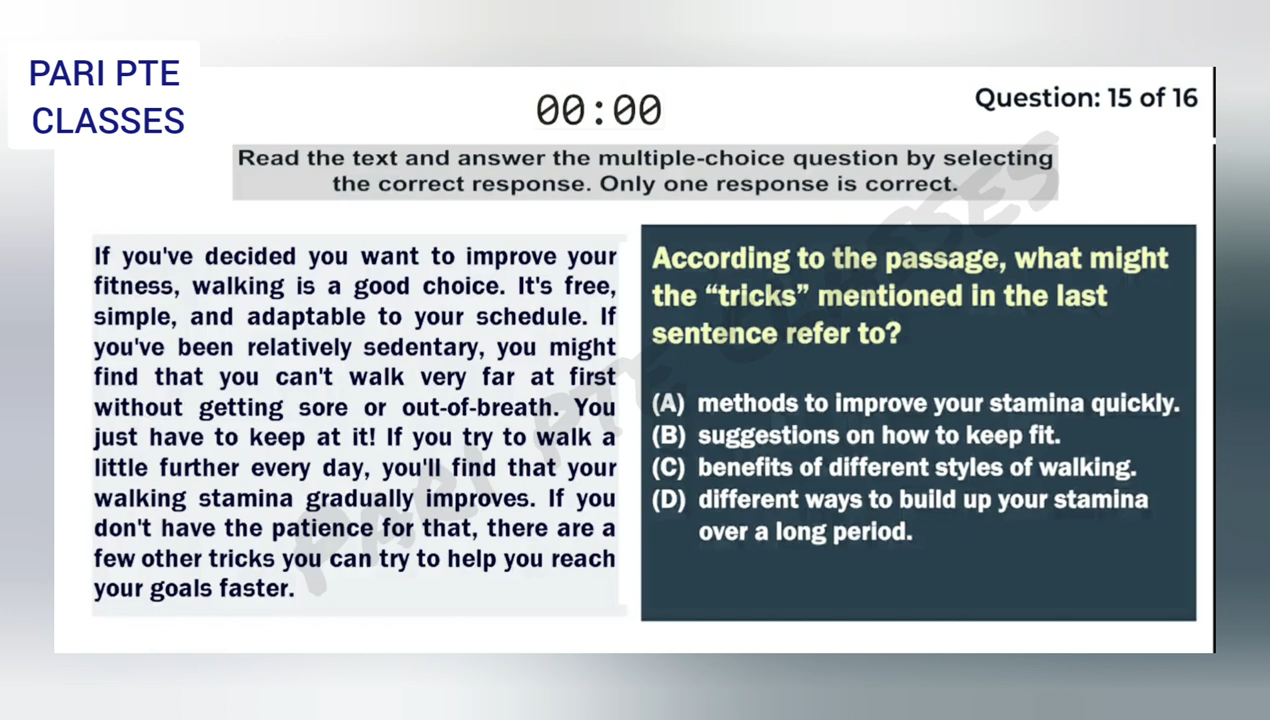 PARI PTE
CLASSES
00:00
Question: 15 of 16
Read the text and answer the multiple-choice question by selecting
the correct response. Only one response is correct.
If you've decided you want to improve your
fitness, walking is a good choice. It's free,
simple, and adaptable to your schedule. If
you've been relatively sedentary, you might
find that you can't walk very far at first
without getting sore or out-of-breath. You
just have to keep at it! If you try to walk a
little further every day, you'll find that your
walking stamina gradually improves. If you
don't have the patience for that, there are a
few other tricks you can try to help you reach
your goals faster.
According to the passage, what might
the “tricks” mentioned in the last
sentence refer to?
(A) methods to improve your stamina quickly.
(B) suggestions on how to keep fit.
(C) benefits of different styles of walking.
(D) different ways to build up your stamina
over a long period.
PARI PTE CLASSES